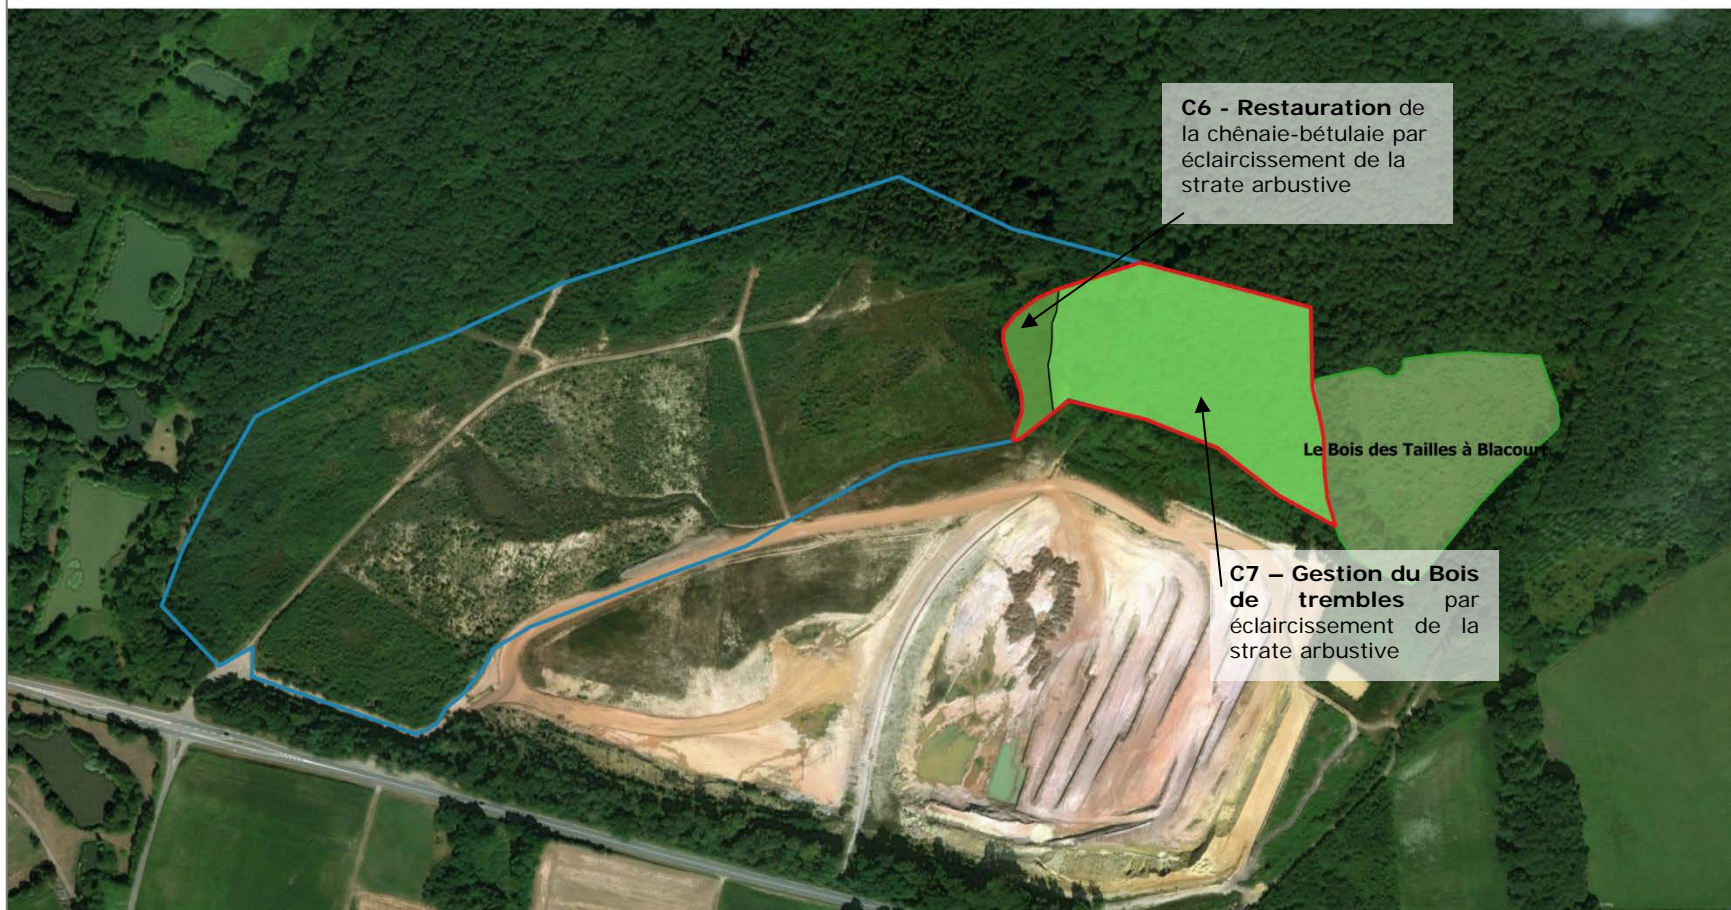 C6 - Restauration de
la chênaie-bétulaie par
éclaircissement de la
strate arbustive
Le Bois des Tailles à Blacourt
C7 – Gestion du Bois
de trembles par
éclaircissement de la
strate arbustive